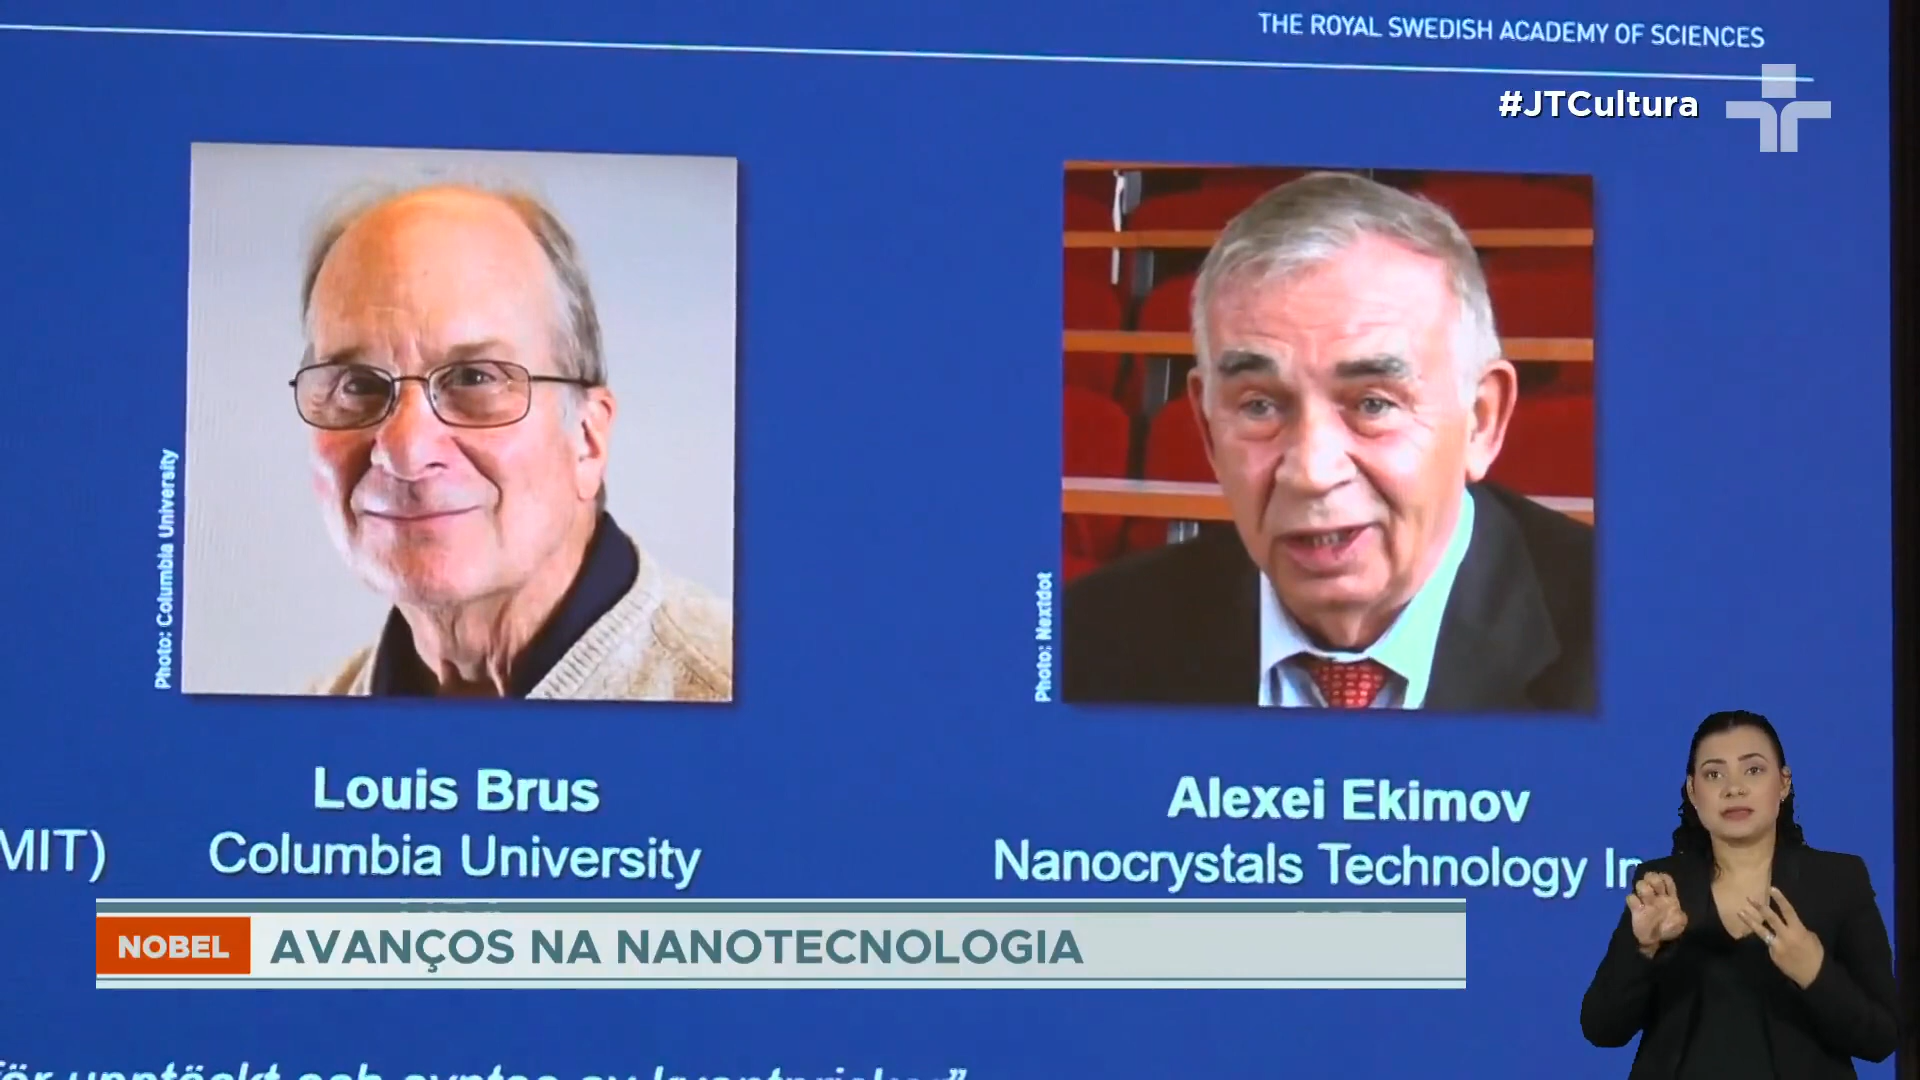 THE ROYAL SWEDISH ACADEMY OF SCIENCES
#JTCultura
Photo: Columbia University
Photo: Nextdot
Louis Brus
Alexei Ekimov
MIT)
Columbia University
Nanocrystals Technology
NOBEL
AVANÇOS NA NANOTECNOLOGIA